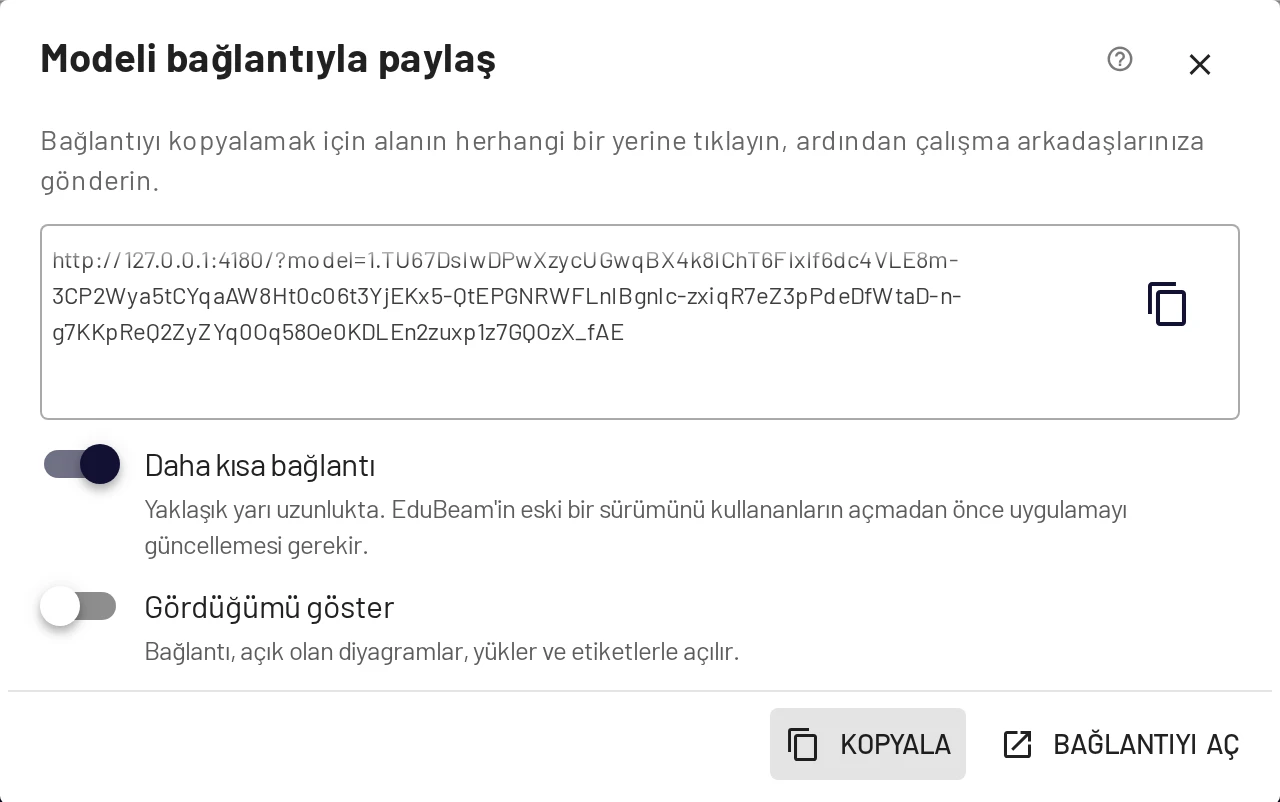 Modeli bağlantıyla paylaş
Bağlantıyı kopyalamak için alanın herhangi bir yerine tıklayın, ardından çalışma arkadaşlarınıza
gönderin.
http://127.0.0.1:4180/?model=1.TU67DsIwDPwXzycUGwqBX4k8IChT6FIxIf6dc4VLE8m-
3CP2Wya5tCYqaAW8Ht0c06t3YjEKx5-QtEPGNRWFLnIBgnIc-zxiqR7eZ3pPdeDfWtaD-n-
g7KKpReQ2ZyZYq0Oq58Oe0KDLEn2zuxp1z7GQOzX_fAE
Daha kısa bağlantı
Yaklaşık yarı uzunlukta. EduBeam'in eski bir sürümünü kullananların açmadan önce uygulamayı
güncellemesi gerekir.
Gördüğümü göster
Bağlantı, açık olan diyagramlar, yükler ve etiketlerle açılır.
KOPYALA
BAĞLANTIYI AÇ